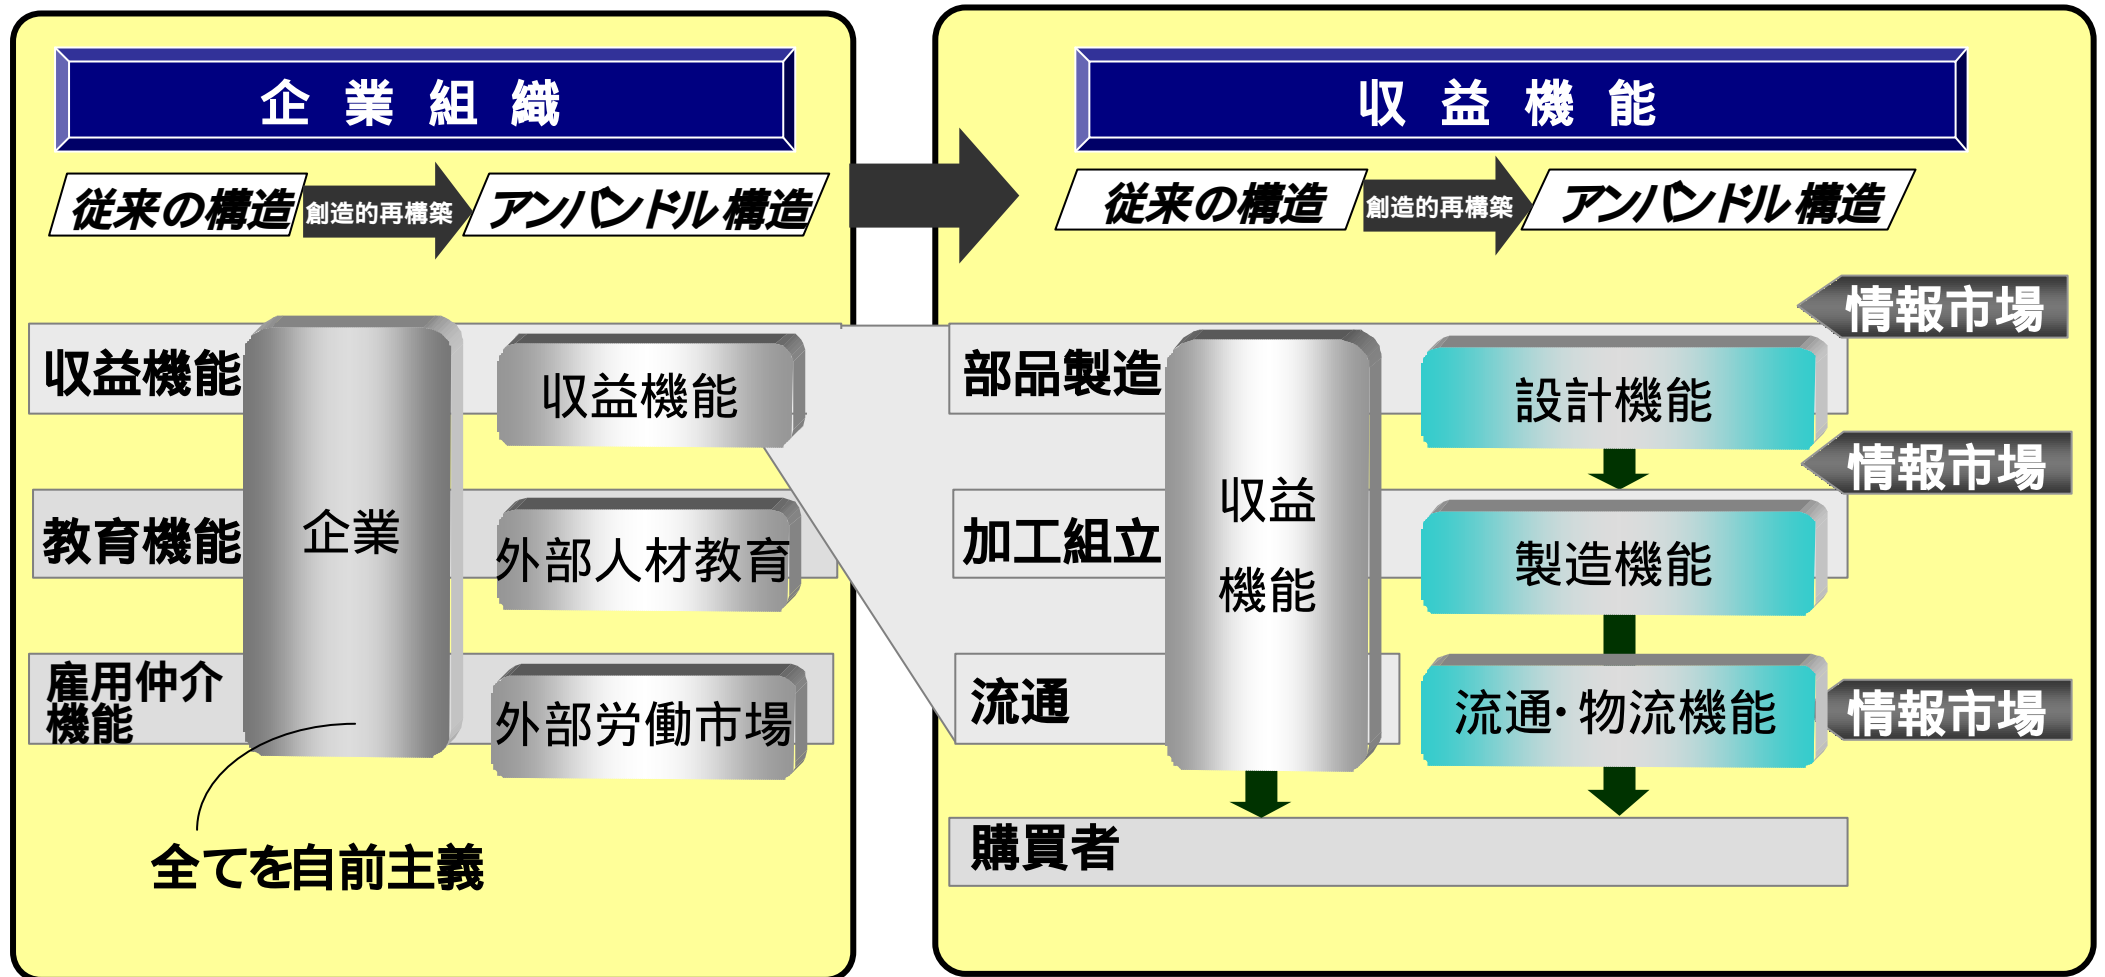 企業組織
従来の構造
創造的再構築
アンバンドル構造
収益機能
教育機能
雇用仲介
機能
企業
収益機能
外部人材教育
外部労働市場
全てを自前主義
収益機能
従来の構造
創造的再構築
アンバンドル構造
部品製造
加工組立
流通
収益
機能
設計機能
製造機能
流通・物流機能
情報市場
情報市場
情報市場
購買者